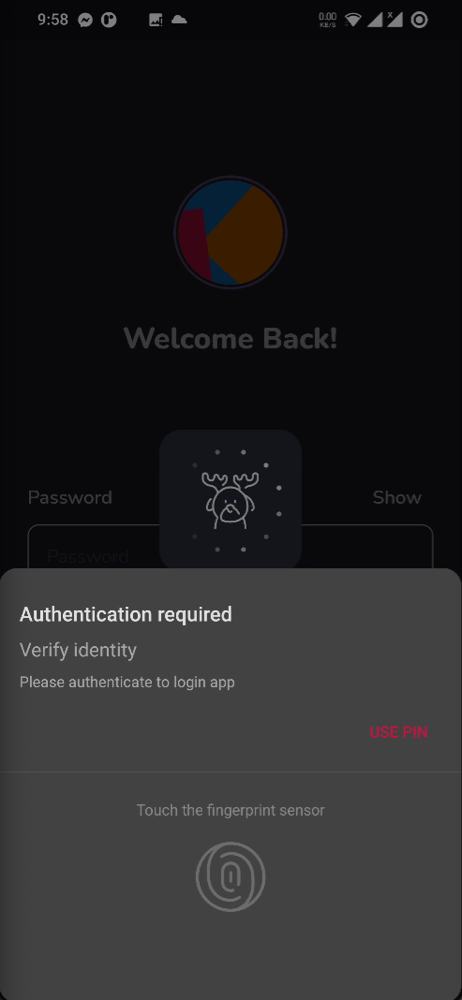 9:58
0.00
KB/S
Welcome Back!
Password
Show
Password
Authentication required
Verify identity
Please authenticate to login app
USE PIN
Touch the fingerprint sensor